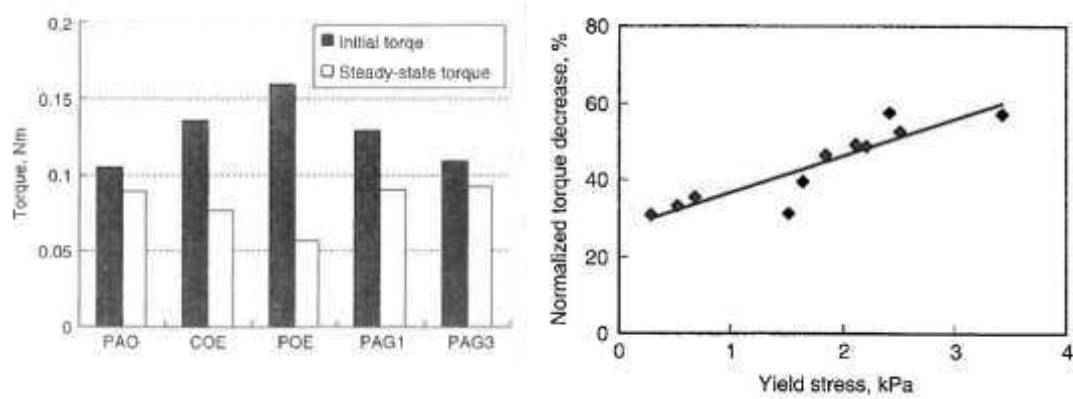 0.2
0.15
0.1
0.05
0
Torque, Nm
Initial torqe
Steady-state torque
PAO COE POE PAG1 PAG3
80
60
40
20
0
Normalized torque decrease, %
0 1 2 3 4
Yield stress, kPa